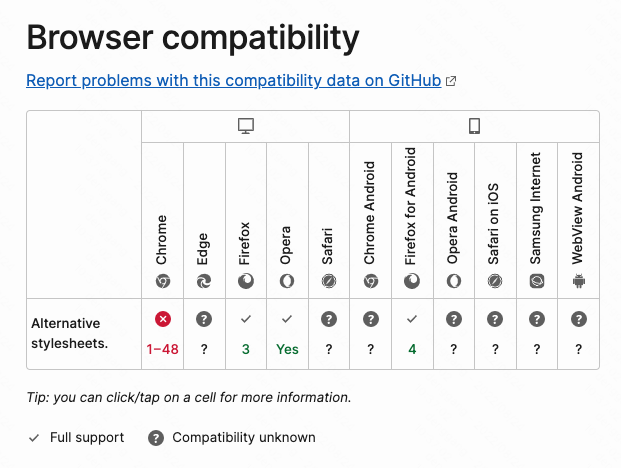 Browser compatibility
Report problems with this compatibility data on GitHub
Chrome
Edge
Firefox
Opera
Safari
Chrome Android
Firefox for Android
Opera Android
Safari on iOS
Samsung Internet
WebView Android
Alternative
stylesheets.
1–48 ? 3 Yes ? ? 4 ? ? ? ?
Tip: you can click/tap on a cell for more information.
Full support ? Compatibility unknown